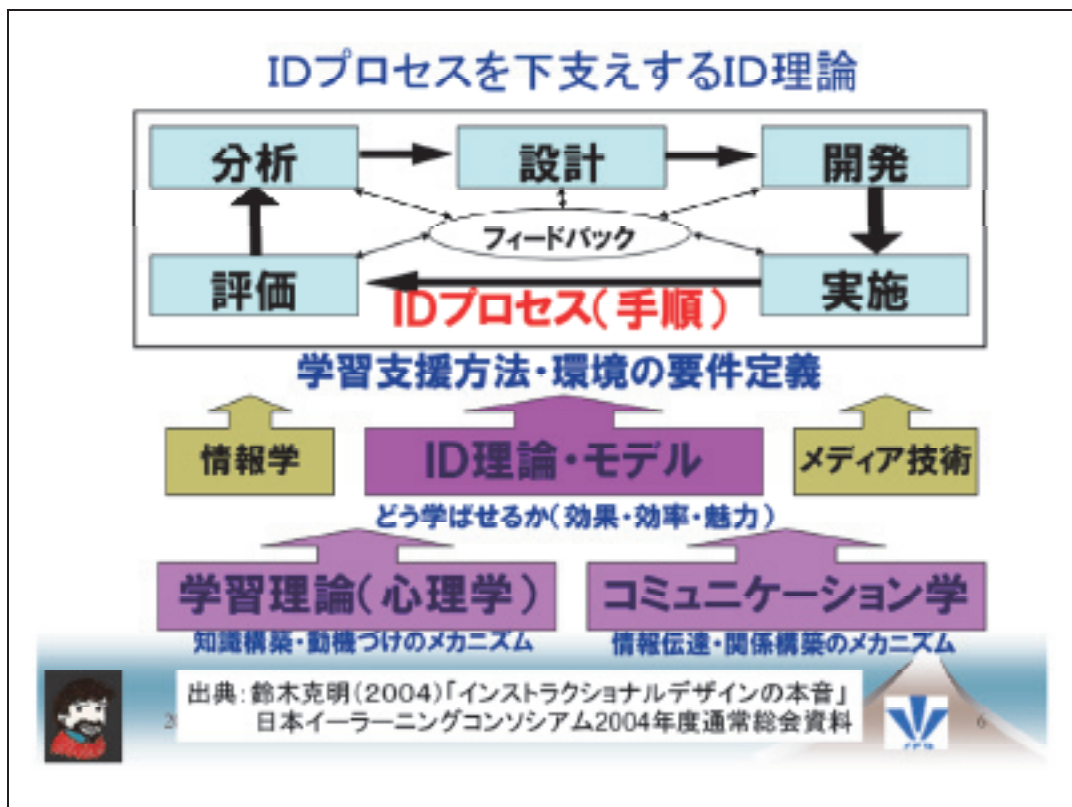 IDプロセスを下支えするID理論
分析
設計
開発
フィードバック
評価
実施
IDプロセス(手順)
学習支援方法・環境の要件定義
情報学
ID理論・モデル
メディア技術
どう学ばせるか(効果・効率・魅力)
学習理論(心理学)
コミュニケーション学
知識構築・動機づけのメカニズム
情報伝達・関係構築のメカニズム
出典:鈴木克明(2004)「インストラクショナルデザインの本音」
日本イーラーニングコンソシアム2004年度通常総会資料
6